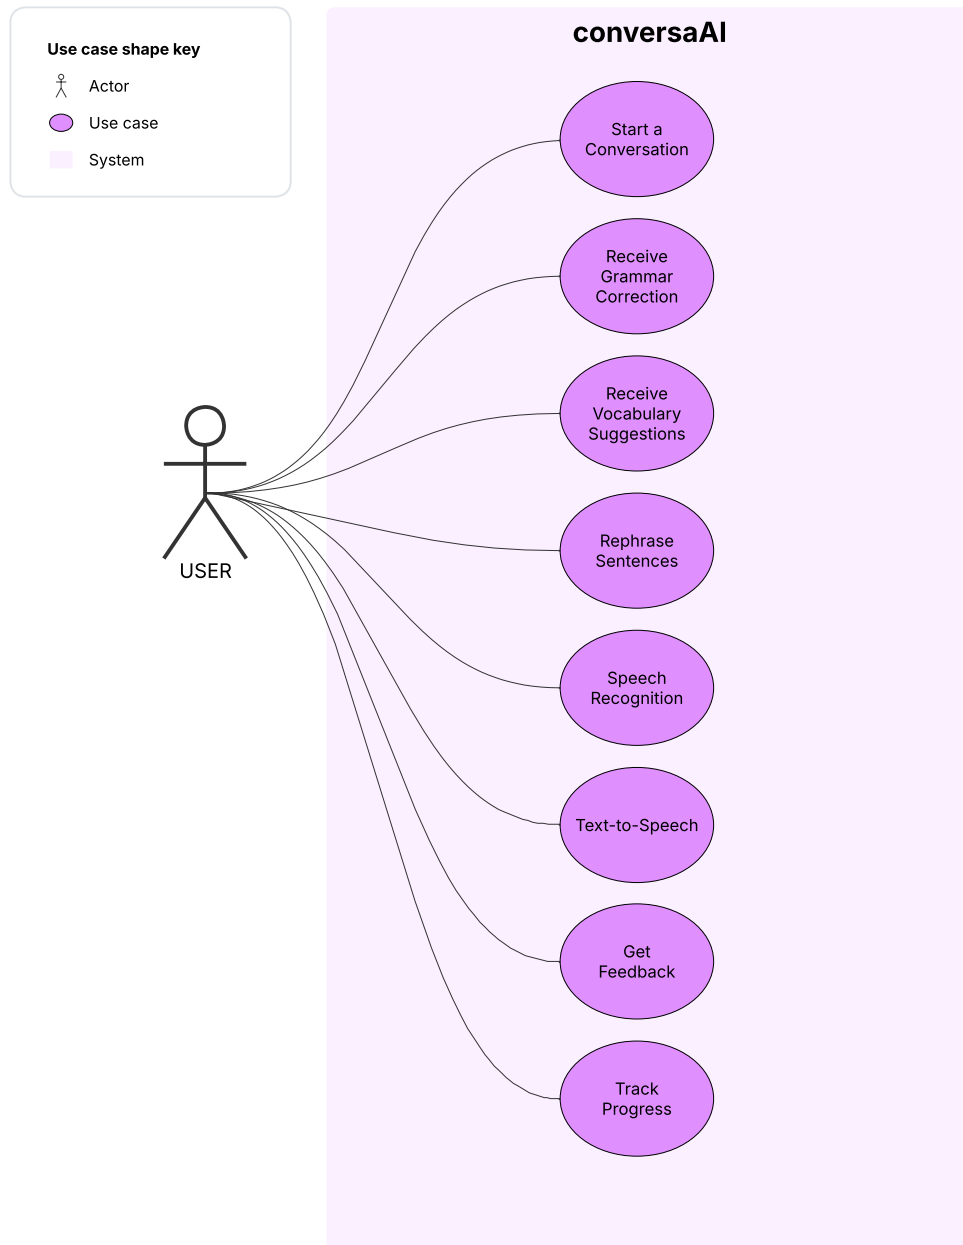 Use case shape key
Actor
Use case
System
conversaAI
Start a
Conversation
Receive
Grammar
Correction
Receive
Vocabulary
Suggestions
Rephrase
Sentences
Speech
Recognition
Text-to-Speech
Get
Feedback
Track
Progress
USER